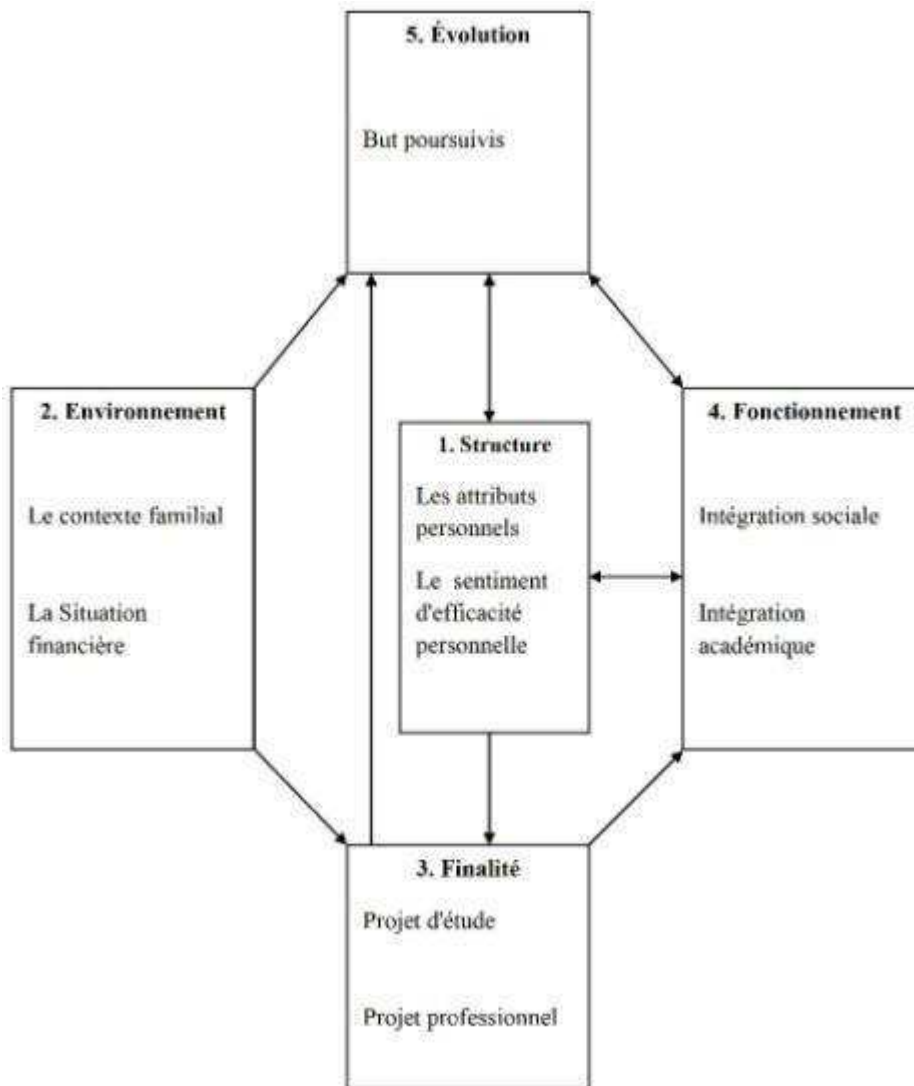 5. Évolution
But poursuivis
2. Environnement
Le contexte familial
La Situation
financière
1. Structure
Les attributs
personnels
Le sentiment
d'efficacité
personnelle
4. Fonctionnement
Intégration sociale
Intégration
académique
3. Finalité
Projet d'étude
Projet professionnel